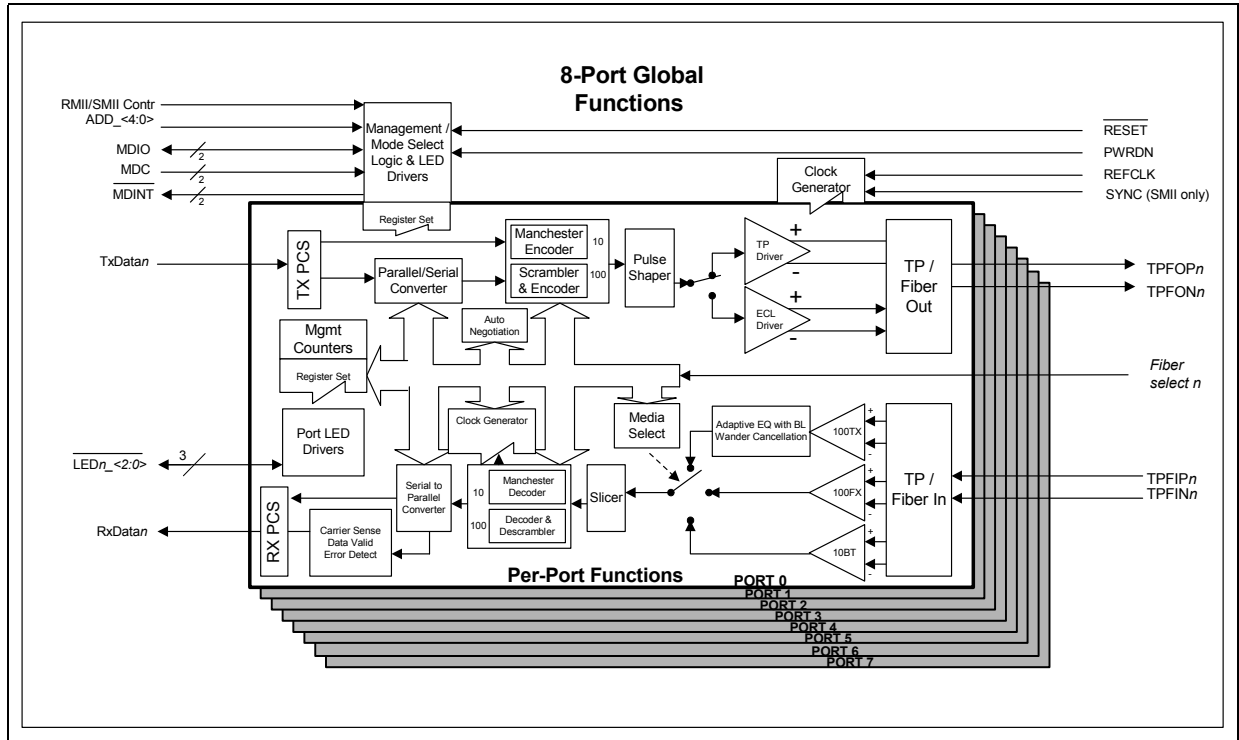 8-Port Global
Functions
RMII/SMII Contr
ADD_<4:0>
MDIO
2
MDC
2
MDINT
2
Management /
Mode Select
Logic & LED
Drivers
Register Set
Clock
Generator
RESET
PWRDN
REFCLK
SYNC (SMII only)
TxDatan
TX PCS
Parallel/Serial
Converter
Manchester
Encoder
10
Scrambler
& Encoder
100
Pulse
Shaper
TP
Driver
+
-
ECL
Driver
+
-
TP /
Fiber
Out
TPFOPn
TPFONn
Mgmt
Counters
Register Set
Auto
Negotiation
Fiber
select n
Port LED
Drivers
LEDn_<2:0>
3
Clock Generator
Media
Select
Adaptive EQ with BL
Wander Cancellation
100TX
+
-
100FX
+
-
10BT
+
-
TP /
Fiber In
TPFIPn
TPFINn
RxDatan
RX PCS
Serial to
Parallel
Converter
Carrier Sense
Data Valid
Error Detect
10
Manchester
Decoder
100
Decoder &
Descrambler
Slicer
Per-Port Functions
PORT 0
PORT 1
PORT 2
PORT 3
PORT 4
PORT 5
PORT 6
PORT 7